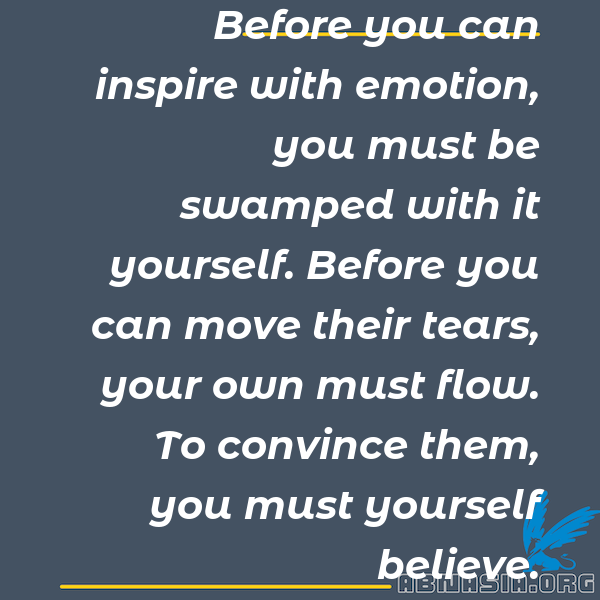 Before you can
inspire with emotion,
you must be
swamped with it
yourself. Before you
can move their tears,
your own must flow.
To convince them,
you must yourself
believe.
ABNASIA.ORG